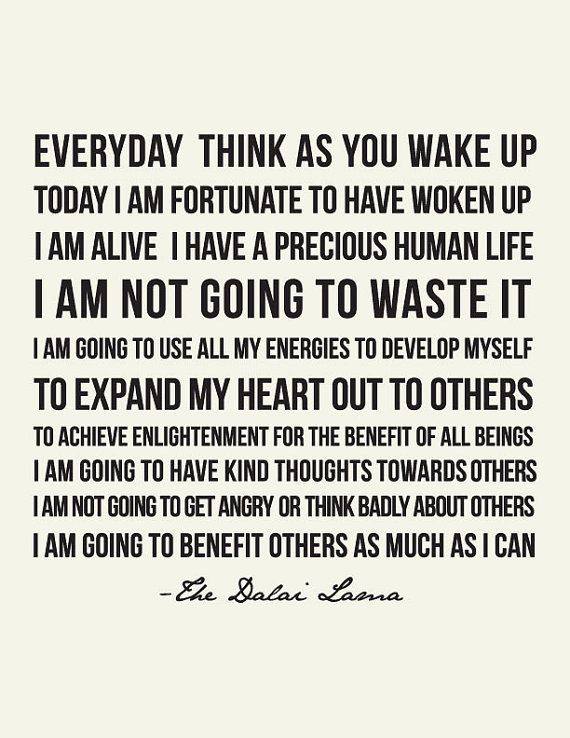 EVERYDAY THINK AS YOU WAKE UP
TODAY I AM FORTUNATE TO HAVE WOKEN UP
I AM ALIVE I HAVE A PRECIOUS HUMAN LIFE
I AM NOT GOING TO WASTE IT
I AM GOING TO USE ALL MY ENERGIES TO DEVELOP MYSELF
TO EXPAND MY HEART OUT TO OTHERS
TO ACHIEVE ENLIGHTENMENT FOR THE BENEFIT OF ALL BEINGS
I AM GOING TO HAVE KIND THOUGHTS TOWARDS OTHERS
I AM NOT GOING TO GET ANGRY OR THINK BADLY ABOUT OTHERS
I AM GOING TO BENEFIT OTHERS AS MUCH AS I CAN
-The Dalai Lama